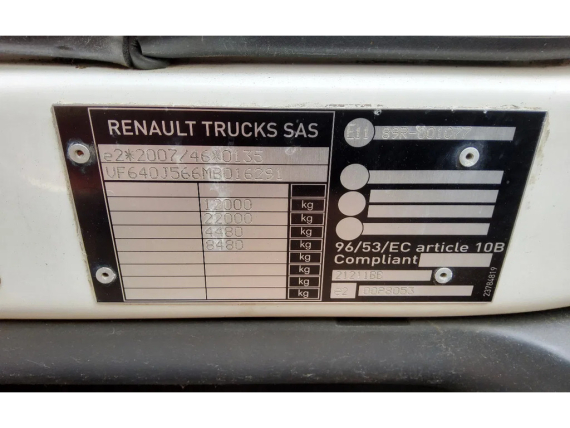 RENAULT TRUCKS SAS
e2*2007/46*0135
kg
12000 kg
22000 kg
4480 kg
8480 kg
kg
kg
kg
E11
96/53/EC article 10B
Compliant
e2
23784819